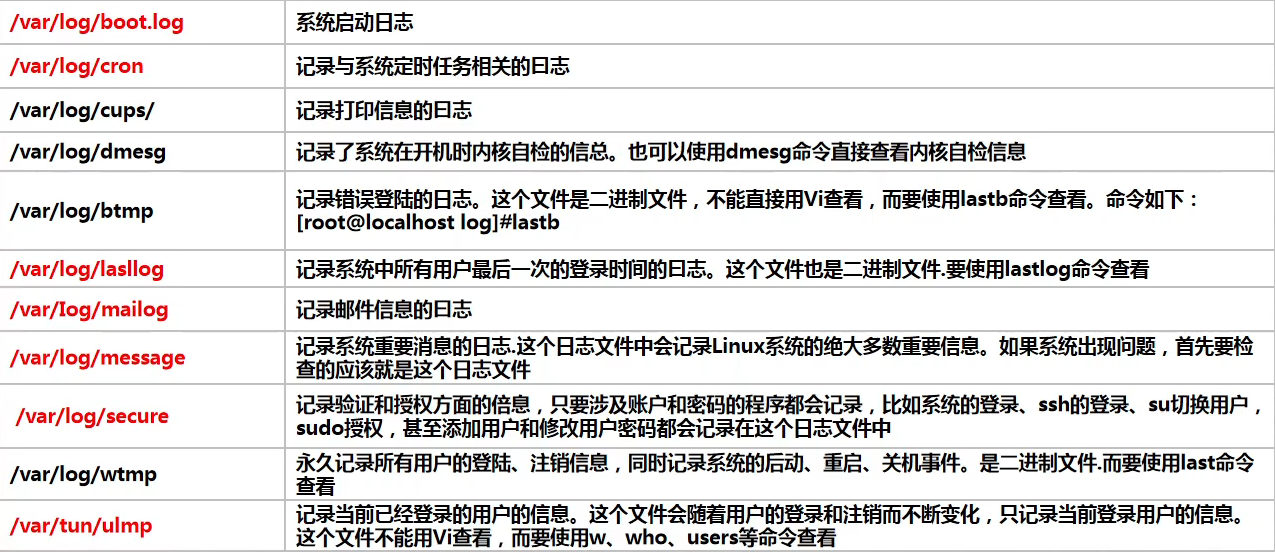 /var/log/boot.log
系统启动日志
/var/log/cron
记录与系统定时任务相关的曰志
/var/log/cups/
记录打印信息的曰志
/var/log/dmesg
记录了系统在开机时内核自检的信总。也可以使用dmesg命令直接查看内核自检信息
/var/log/btmp
记录错误登陆的日志。这个文件是二进制文件，不能直接用Vi查看，而要使用lastb命令查看。命令如下：
[root@localhost log]#lastb
/var/log/lasllog
记录系统中所有用户最后一次的登录时间的曰志。这个文件也是二进制文件.要使用lastlog命令查看
/var/Iog/mailog
记录邮件信息的曰志
/var/log/message
记录系统重要消息的日志.这个日志文件中会记录Linux系统的绝大多数重要信息。如果系统出现问题，首先要检
查的应该就是这个日志文件
/var/log/secure
记录验证和授权方面的倍息，只要涉及账户和密码的程序都会记录，比如系统的登录、ssh的登录、su切换用户，
sudo授权，甚至添加用户和修改用户密码都会记录在这个日志文件中
/var/log/wtmp
永久记录所有用户的登陆、注销信息，同时记录系统的后动、重启、关机事件。是二进制文件.而要使用last命令
查看
/var/tun/ulmp
记录当前已经登录的用户的信息。这个文件会随着用户的登录和注销而不断变化，只记录当前登录用户的信息。
这个文件不能用Vi查看，而要使用w、who、users等命令查看